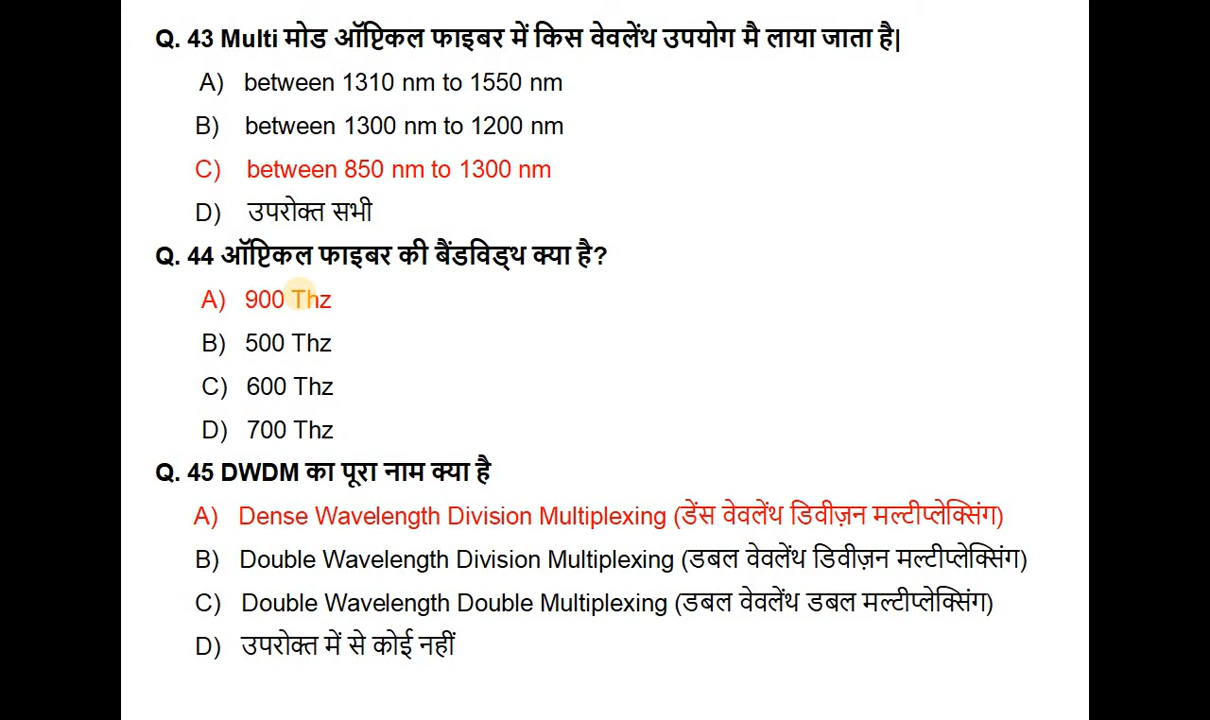 Q. 43 Multi मोड ऑप्टिकल फाइबर में किस वेवलेंथ उपयोग मै लाया जाता है|
A) between 1310 nm to 1550 nm
B) between 1300 nm to 1200 nm
C) between 850 nm to 1300 nm
D) उपरोक्त सभी
Q. 44 ऑप्टिकल फाइबर की बैंडविड्थ क्या है?
A) 900 Thz
B) 500 Thz
C) 600 Thz
D) 700 Thz
Q. 45 DWDM का पूरा नाम क्या है
A) Dense Wavelength Division Multiplexing (डेंस वेवलेंथ डिवीज़न मल्टीप्लेक्सिंग)
B) Double Wavelength Division Multiplexing (डबल वेवलेंथ डिवीज़न मल्टीप्लेक्सिंग)
C) Double Wavelength Double Multiplexing (डबल वेवलेंथ डबल मल्टीप्लेक्सिंग)
D) उपरोक्त में से कोई नहीं